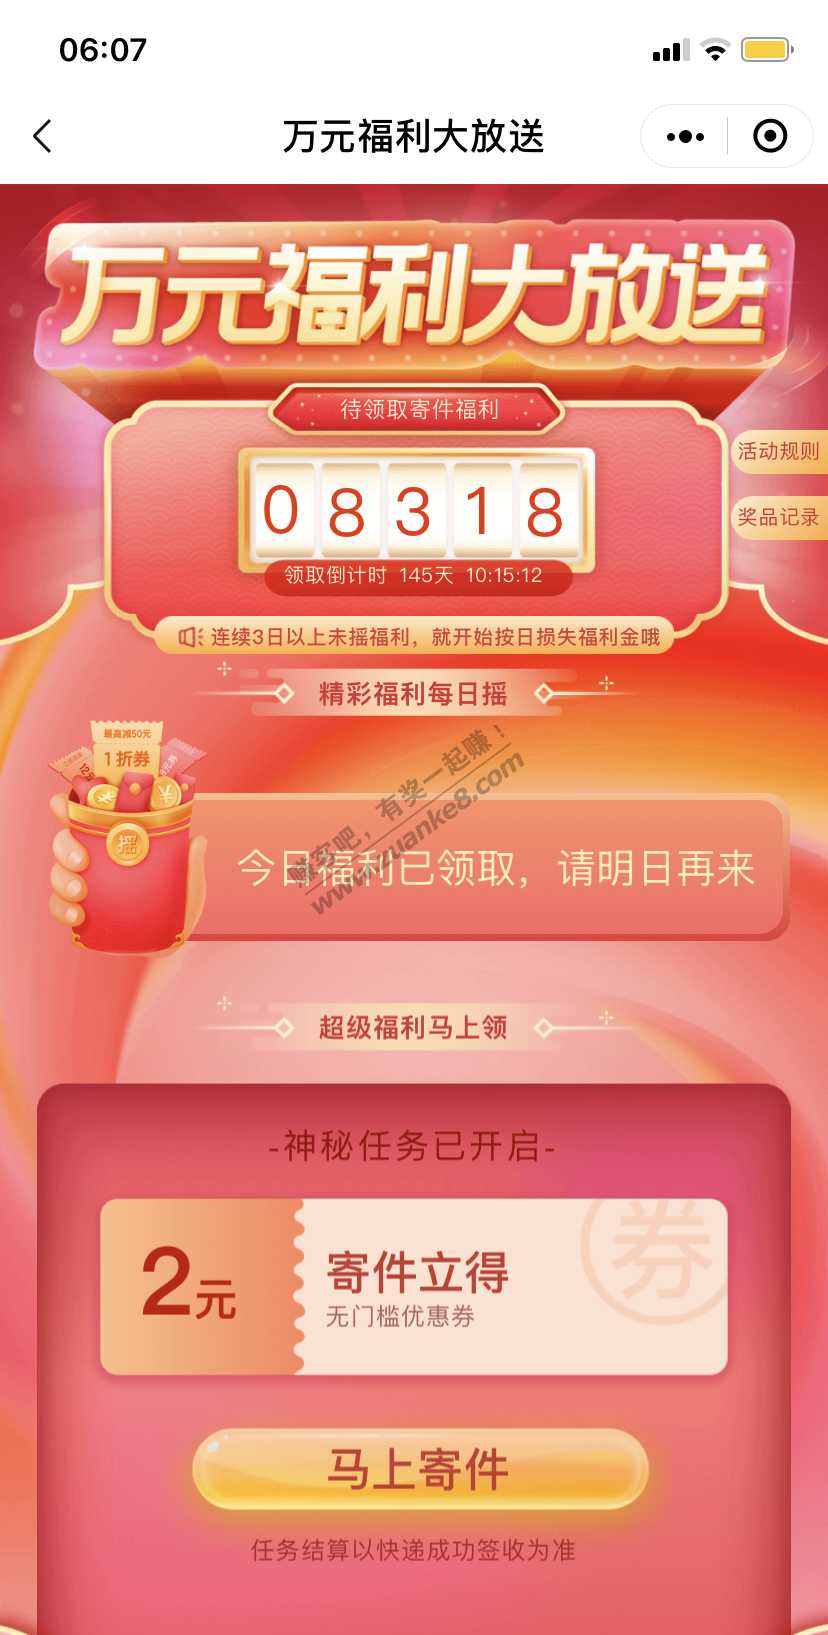 06:07
万元福利大放送
万元福利大放送
待领取寄件福利
活动规则
08318
奖品记录
领取倒计时 145天 10:15:12
连续3日以上未摇福利，就开始按日损失福利金哦
精彩福利每日摇
最高减50元
1折券
12元
元券
摇
赚客吧，有奖一起赚！
www.zuanke8.com
今日福利已领取，请明日再来
超级福利马上领
-神秘任务已开启-
2元
寄件立得
无门槛优惠券
券
马上寄件
任务结算以快递成功签收为准